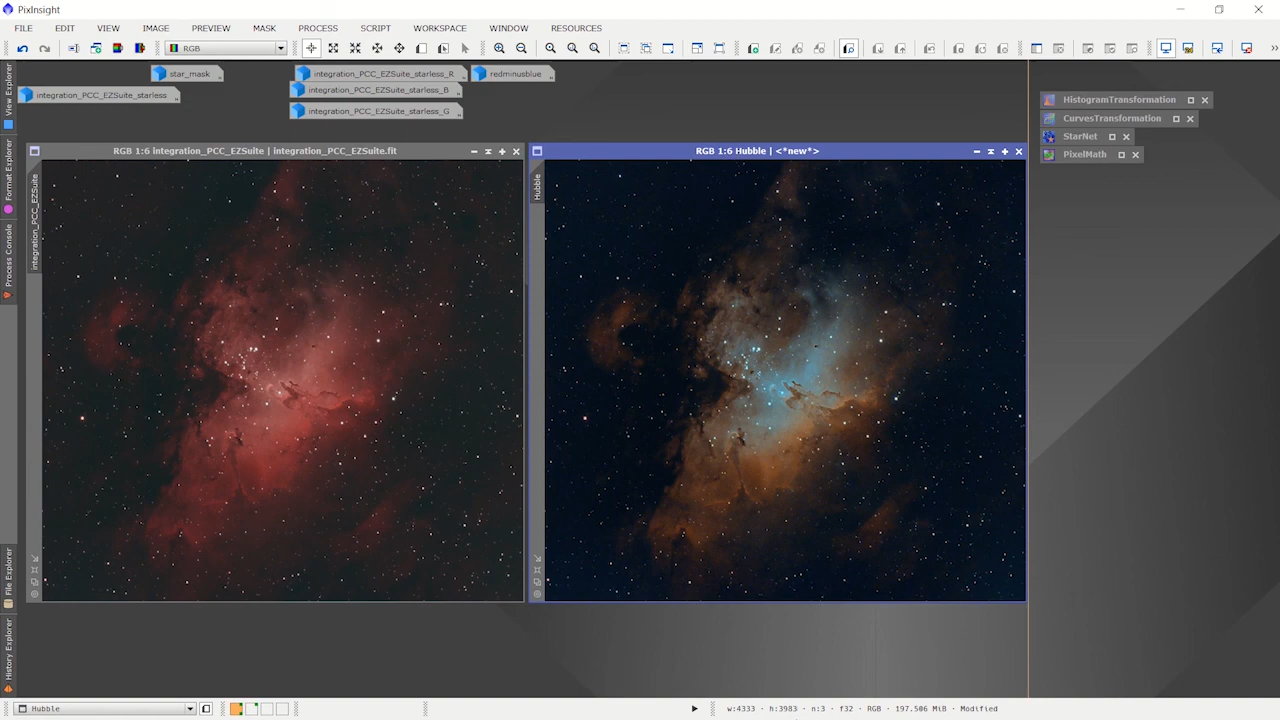 PixInsight
FILE EDIT VIEW IMAGE PREVIEW MASK PROCESS SCRIPT WORKSPACE WINDOW RESOURCES
RGB
star_mask
integration_PCC_EZSuite_starless_R
redminusblue
integration_PCC_EZSuite_starless_B
integration_PCC_EZSuite_starless
integration_PCC_EZSuite_starless_G
HistogramTransformation
CurvesTransformation
StarNet
PixelMath
RGB 1:6 integration_PCC_EZSuite | integration_PCC_EZSuite.fit
RGB 1:6 Hubble | <*new*>
integration_PCC_EZSuite
Hubble
View Explorer
Format Explorer
Process Console
File Explorer
History Explorer
Hubble
w:4333 · h:3983 · n:3 · f32 · RGB · 197.506 MiB · Modified